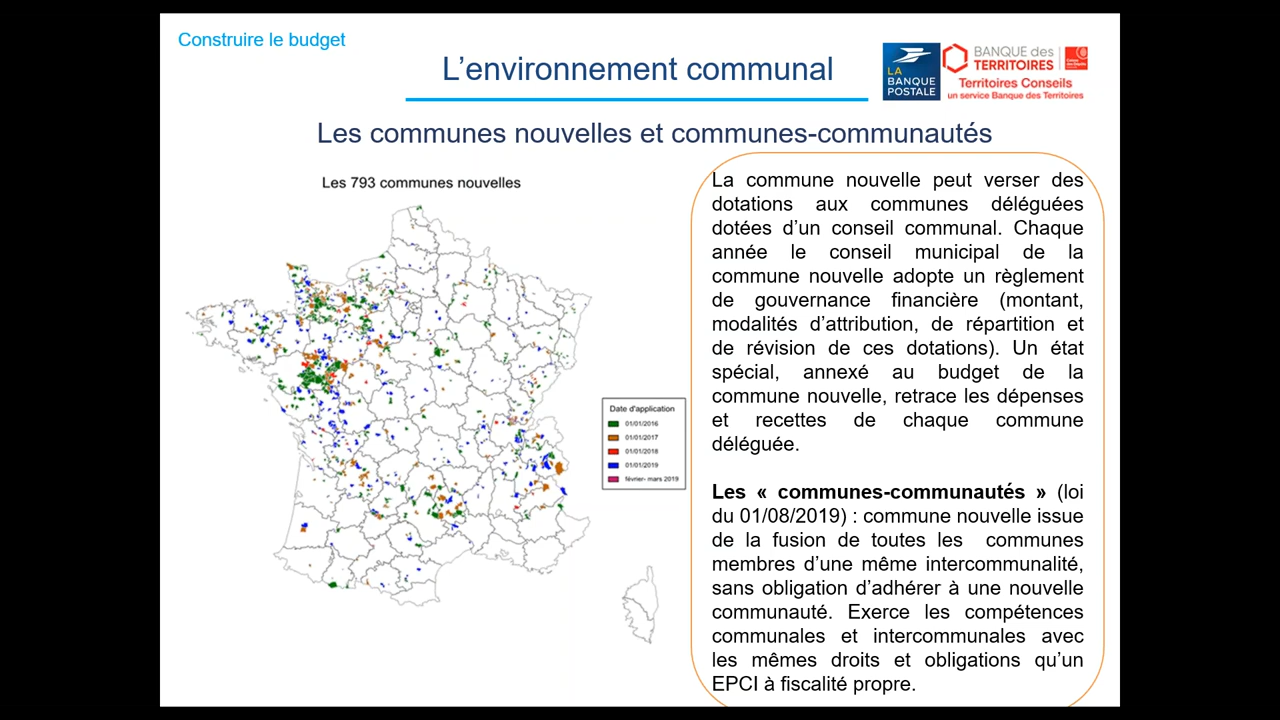 Construire le budget
L’environnement communal
LA
BANQUE
POSTALE
BANQUE des
TERRITOIRES
Territoires Conseils
un service Banque des Territoires
Les communes nouvelles et communes-communautés
Les 793 communes nouvelles
Date d'application
01/01/2016
01/01/2017
01/01/2018
01/01/2019
février- mars 2019
La commune nouvelle peut verser des
dotations aux communes déléguées
dotées d’un conseil communal. Chaque
année le conseil municipal de la
commune nouvelle adopte un règlement
de gouvernance financière (montant,
modalités d’attribution, de répartition et
de révision de ces dotations). Un état
spécial, annexé au budget de la
commune nouvelle, retrace les dépenses
et recettes de chaque commune
déléguée.
Les « communes-communautés » (loi
du 01/08/2019) : commune nouvelle issue
de la fusion de toutes les communes
membres d’une même intercommunalité,
sans obligation d’adhérer à une nouvelle
communauté. Exerce les compétences
communales et intercommunales avec
les mêmes droits et obligations qu’un
EPCI à fiscalité propre.